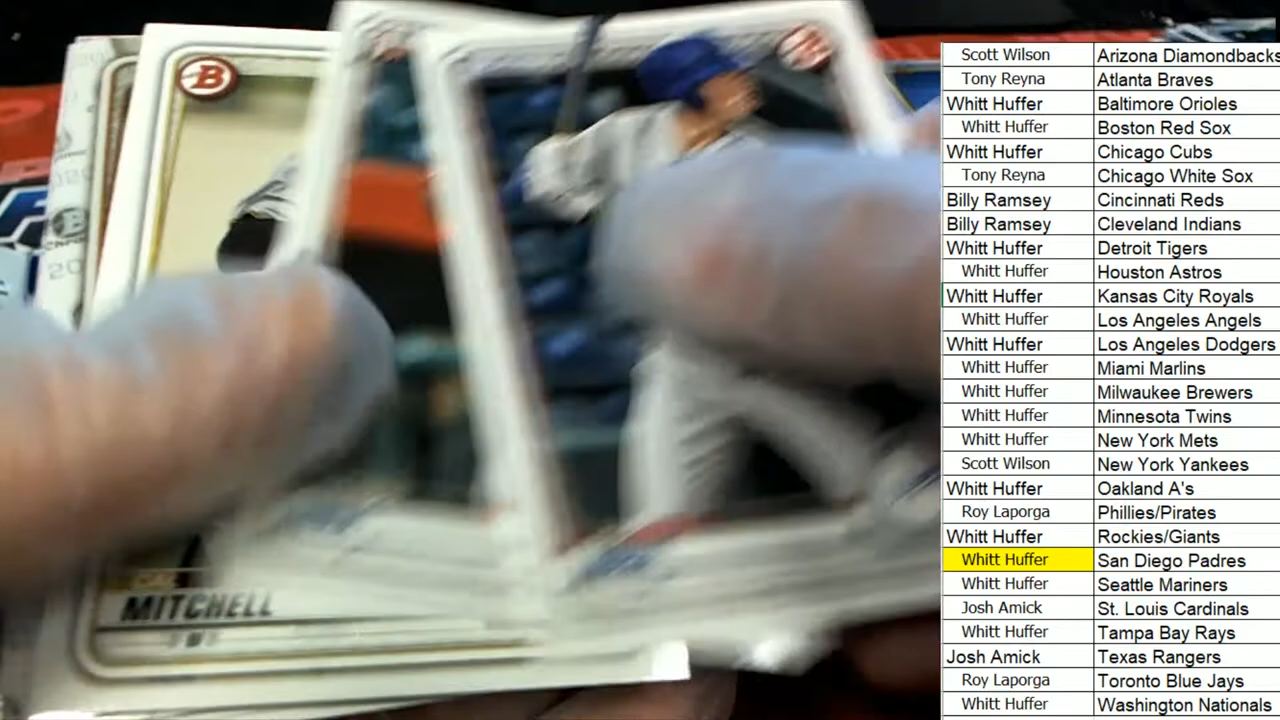 B
MITCHELL
Scott Wilson Arizona Diamondbacks
Tony Reyna Atlanta Braves
Whitt Huffer Baltimore Orioles
Whitt Huffer Boston Red Sox
Whitt Huffer Chicago Cubs
Tony Reyna Chicago White Sox
Billy Ramsey Cincinnati Reds
Billy Ramsey Cleveland Indians
Whitt Huffer Detroit Tigers
Whitt Huffer Houston Astros
Whitt Huffer Kansas City Royals
Whitt Huffer Los Angeles Angels
Whitt Huffer Los Angeles Dodgers
Whitt Huffer Miami Marlins
Whitt Huffer Milwaukee Brewers
Whitt Huffer Minnesota Twins
Whitt Huffer New York Mets
Scott Wilson New York Yankees
Whitt Huffer Oakland A's
Roy Laporga Phillies/Pirates
Whitt Huffer Rockies/Giants
Whitt Huffer San Diego Padres
Whitt Huffer Seattle Mariners
Josh Amick St. Louis Cardinals
Whitt Huffer Tampa Bay Rays
Josh Amick Texas Rangers
Roy Laporga Toronto Blue Jays
Whitt Huffer Washington Nationals